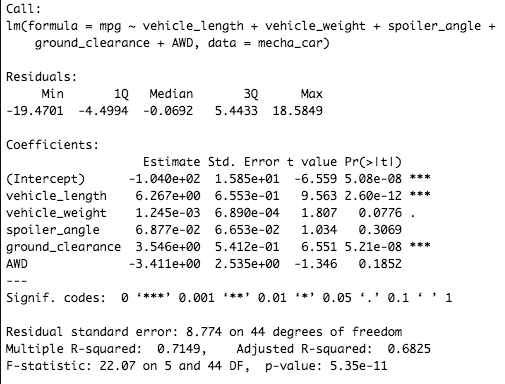 Call:
lm(formula = mpg ~ vehicle_length + vehicle_weight + spoiler_angle +
    ground_clearance + AWD, data = mecha_car)

Residuals:
     Min       1Q   Median       3Q      Max
-19.4701  -4.4994  -0.0692   5.4433  18.5849

Coefficients:
                   Estimate Std. Error t value Pr(>|t|)
(Intercept)      -1.040e+02  1.585e+01  -6.559 5.08e-08 ***
vehicle_length    6.267e+00  6.553e-01   9.563 2.60e-12 ***
vehicle_weight    1.245e-03  6.890e-04   1.807   0.0776 .
spoiler_angle     6.877e-02  6.653e-02   1.034   0.3069
ground_clearance  3.546e+00  5.412e-01   6.551 5.21e-08 ***
AWD              -3.411e+00  2.535e+00  -1.346   0.1852
---
Signif. codes:  0 ‘***’ 0.001 ‘**’ 0.01 ‘*’ 0.05 ‘.’ 0.1 ‘ ’ 1

Residual standard error: 8.774 on 44 degrees of freedom
Multiple R-squared:  0.7149,	Adjusted R-squared:  0.6825
F-statistic: 22.07 on 5 and 44 DF,  p-value: 5.35e-11